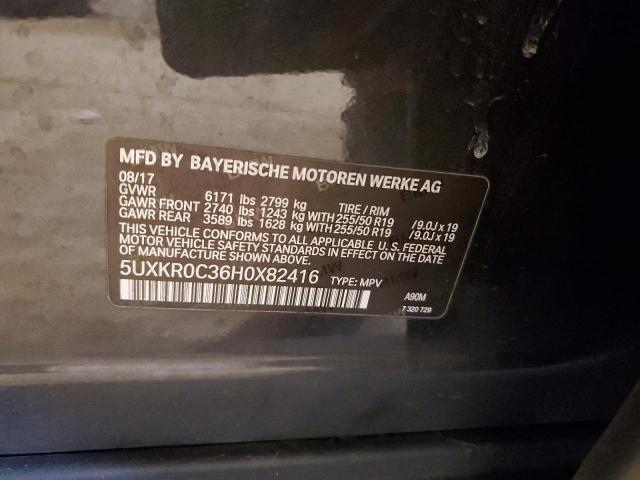 MFD BY BAYERISCHE MOTOREN WERKE AG
08/17
GVWR 6171 lbs 2799 kg TIRE / RIM
GAWR FRONT 2740 lbs 1243 kg WITH 255/50 R19 /9.0J x 19
GAWR REAR 3589 lbs 1628 kg WITH 255/50 R19 /9.0J x 19
THIS VEHICLE CONFORMS TO ALL APPLICABLE U.S. FEDERAL
MOTOR VEHICLE SAFETY STANDARDS IN EFFECT ON THE DATE
OF MANUFACTURE SHOWN ABOVE.
5UXKR0C36H0X82416 TYPE: MPV
A90M
7 320 729